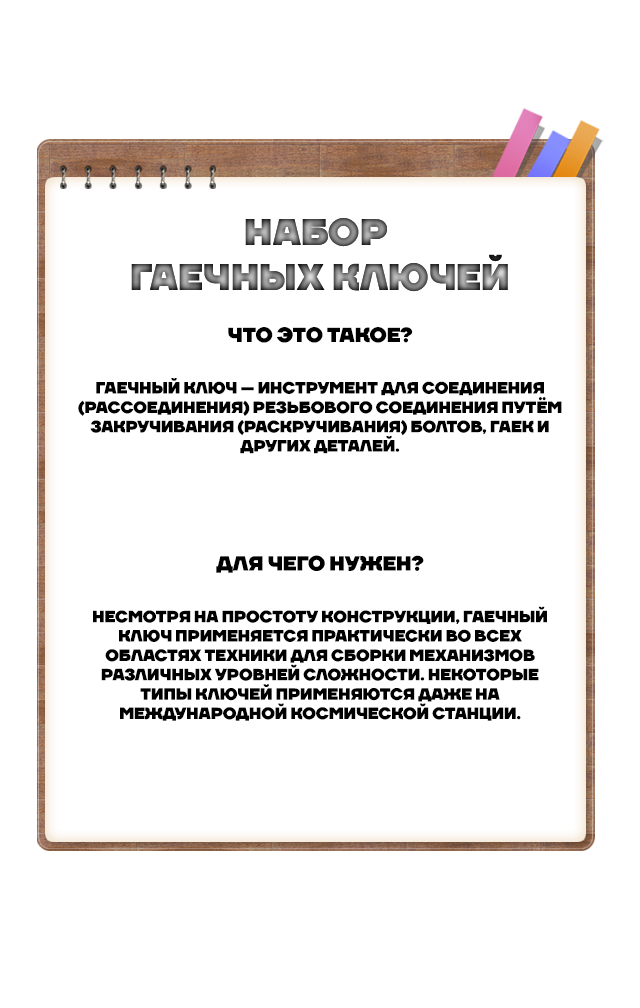 НАБОР
ГАЕЧНЫХ КЛЮЧЕЙ
ЧТО ЭТО ТАКОЕ?
ГАЕЧНЫЙ КЛЮЧ — ИНСТРУМЕНТ ДЛЯ СОЕДИНЕНИЯ
(РАССОЕДИНЕНИЯ) РЕЗЬБОВОГО СОЕДИНЕНИЯ ПУТЁМ
ЗАКРУЧИВАНИЯ (РАСКРУЧИВАНИЯ) БОЛТОВ, ГАЕК И
ДРУГИХ ДЕТАЛЕЙ.
ДЛЯ ЧЕГО НУЖЕН?
НЕСМОТРЯ НА ПРОСТОТУ КОНСТРУКЦИИ, ГАЕЧНЫЙ
КЛЮЧ ПРИМЕНЯЕТСЯ ПРАКТИЧЕСКИ ВО ВСЕХ
ОБЛАСТЯХ ТЕХНИКИ ДЛЯ СБОРКИ МЕХАНИЗМОВ
РАЗЛИЧНЫХ УРОВНЕЙ СЛОЖНОСТИ. НЕКОТОРЫЕ
ТИПЫ КЛЮЧЕЙ ПРИМЕНЯЮТСЯ ДАЖЕ НА
МЕЖДУНАРОДНОЙ КОСМИЧЕСКОЙ СТАНЦИИ.